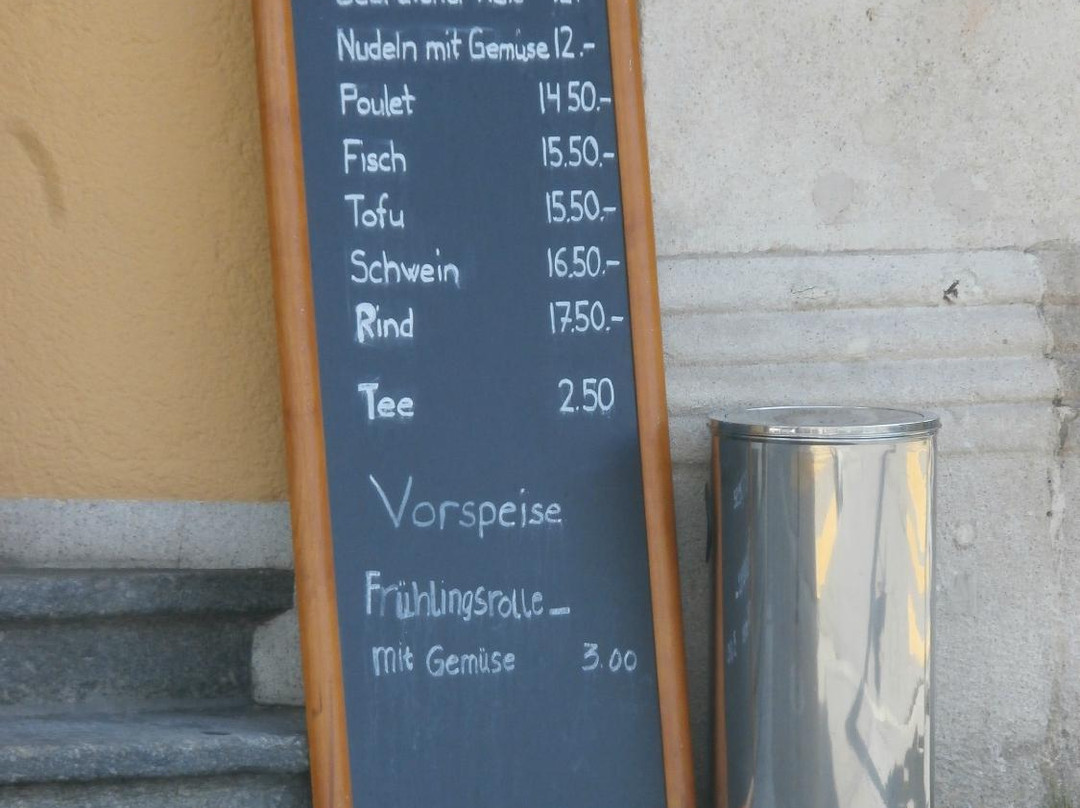 Nudeln mit Gemüse 12.-
Poulet 14 50.-
Fisch 15.50.-
Tofu 15.50.-
Schwein 16.50.-
Rind 17.50.-
Tee 2.50
Vorspeise
Frühlingsrolle_
mit Gemüse 3.00